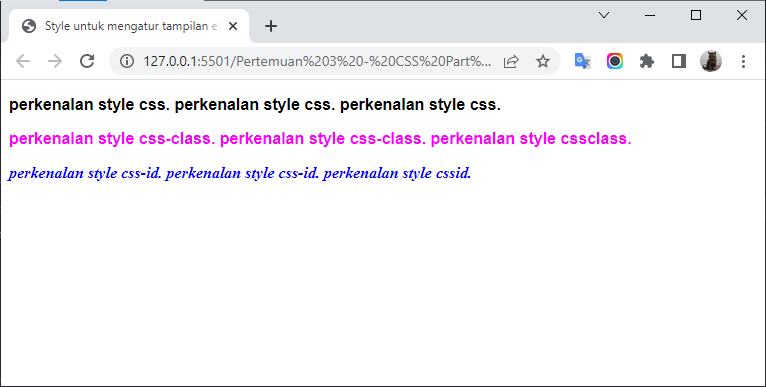 Style untuk mengatur tampilan e
127.0.0.1:5501/Pertemuan%203%20-%20CSS%20Part%...
perkenalan style css. perkenalan style css. perkenalan style css.
perkenalan style css-class. perkenalan style css-class. perkenalan style cssclass.
perkenalan style css-id. perkenalan style css-id. perkenalan style cssid.